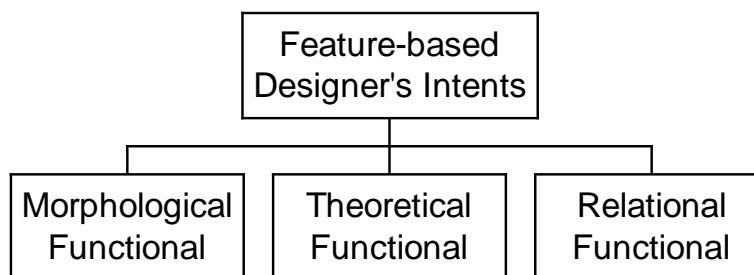 Feature-based
Designer's Intents
Morphological
Functional
Theoretical
Functional
Relational
Functional